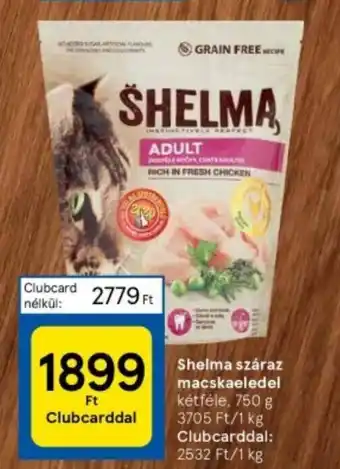 GRAIN FREE RECIPE
SHELMA
ADULT
RICH IN FRESH CHICKEN
Clubcard
nélkül:
2779 Ft
1899
Ft
Clubcarddal
Shelma száraz
macskaeledel
kétféle, 750 g
3705 Ft/1 kg
Clubcarddal:
2532 Ft/1 kg